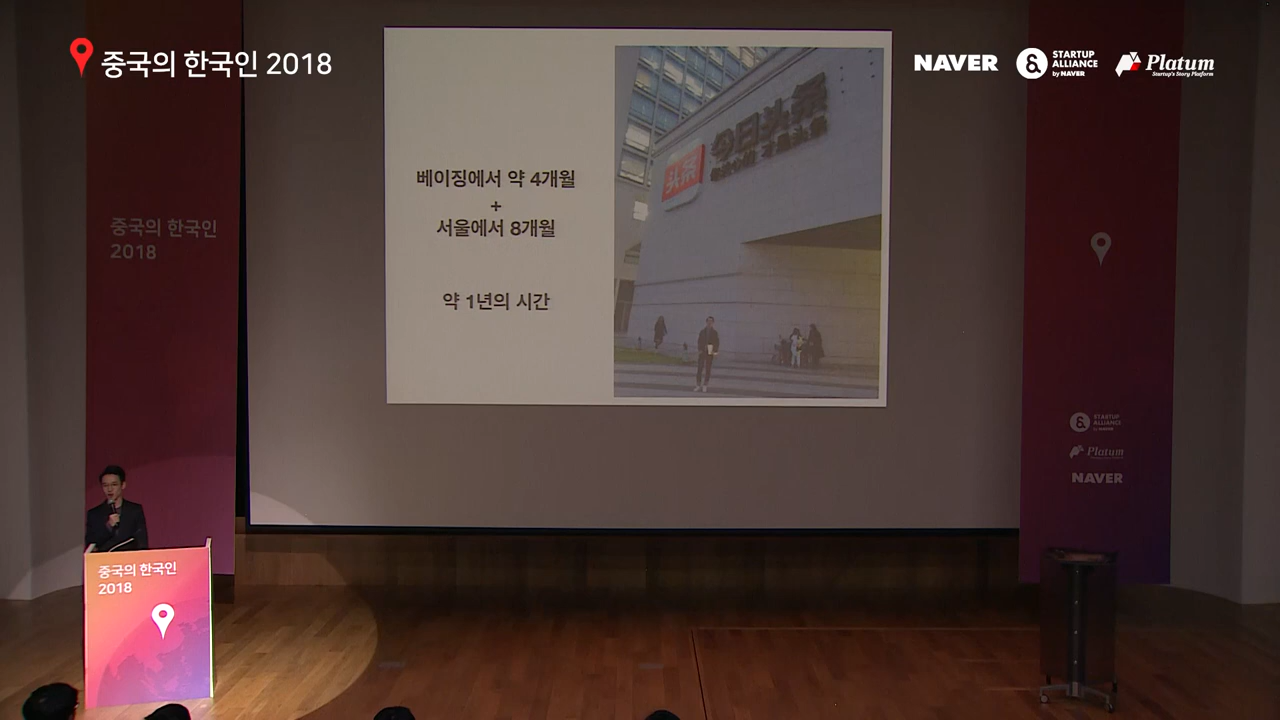 중국의 한국인 2018
NAVER
&
STARTUP
ALLIANCE
by NAVER
Platum
Startup's Story Platform
베이징에서 약 4개월
+
서울에서 8개월
약 1년의 시간
今日头条
头条
중국의 한국인
2018
&
STARTUP
ALLIANCE
by NAVER
Platum
NAVER
중국의 한국인
2018